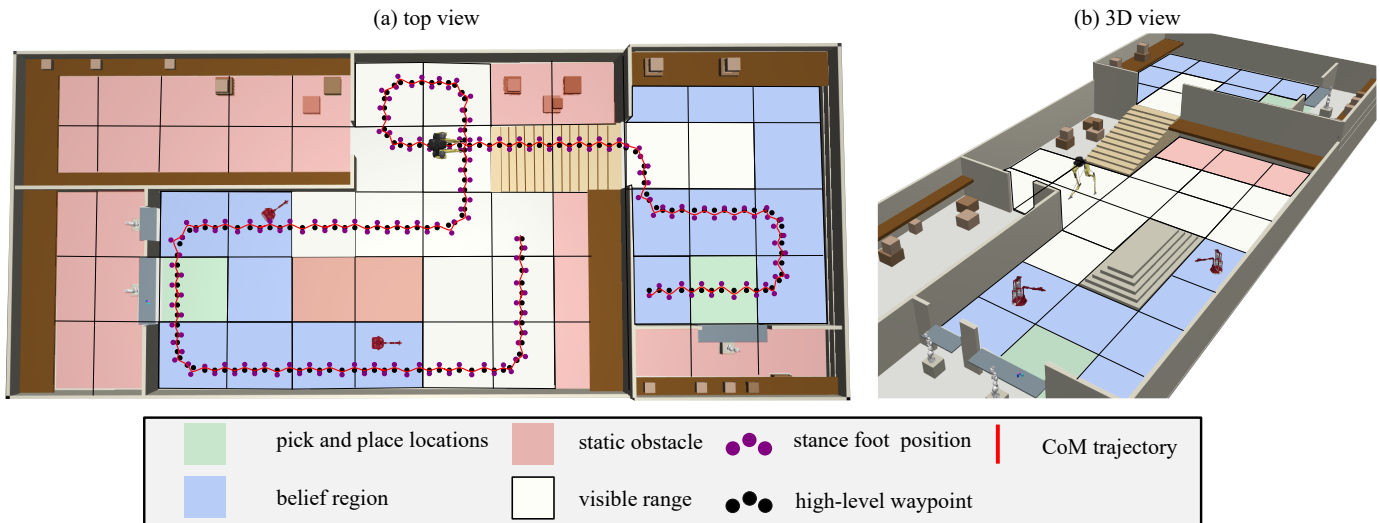 (a) top view
(b) 3D view
pick and place locations
static obstacle
stance foot position
CoM trajectory
belief region
visible range
high-level waypoint